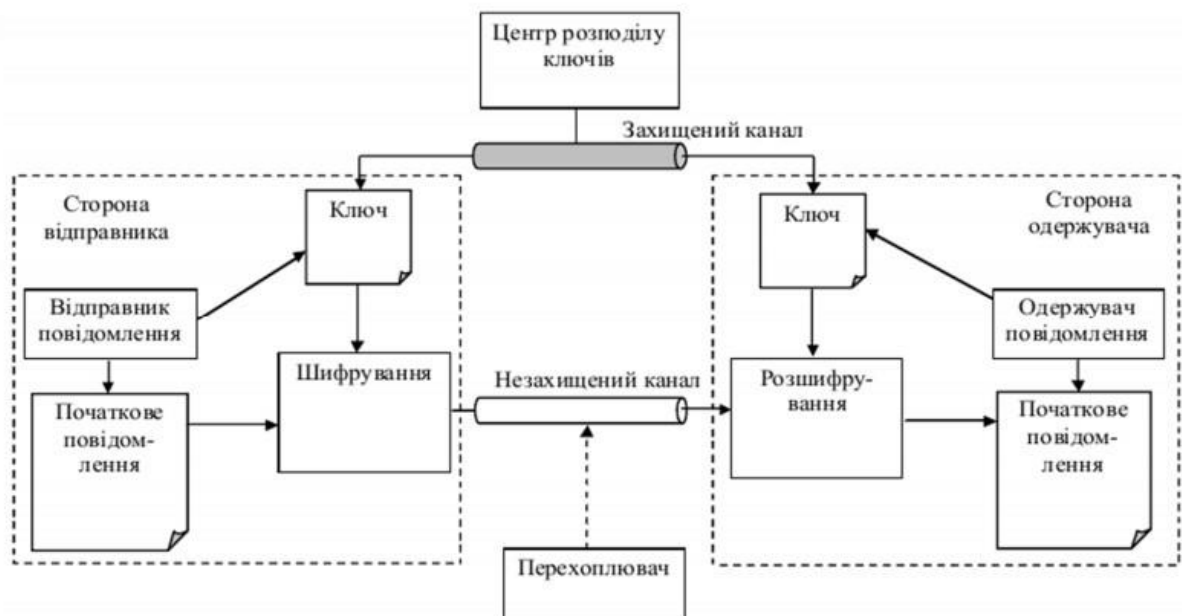 Центр розподілу
ключів
Захищений канал
Сторона
відправника
Ключ
Ключ
Сторона
одержувача
Відправник
повідомлення
Одержувач
повідомлення
Шифрування
Незахищений канал
Розшифру-
вання
Початкове
повідом-
лення
Початкове
повідом-
лення
Перехоплювач